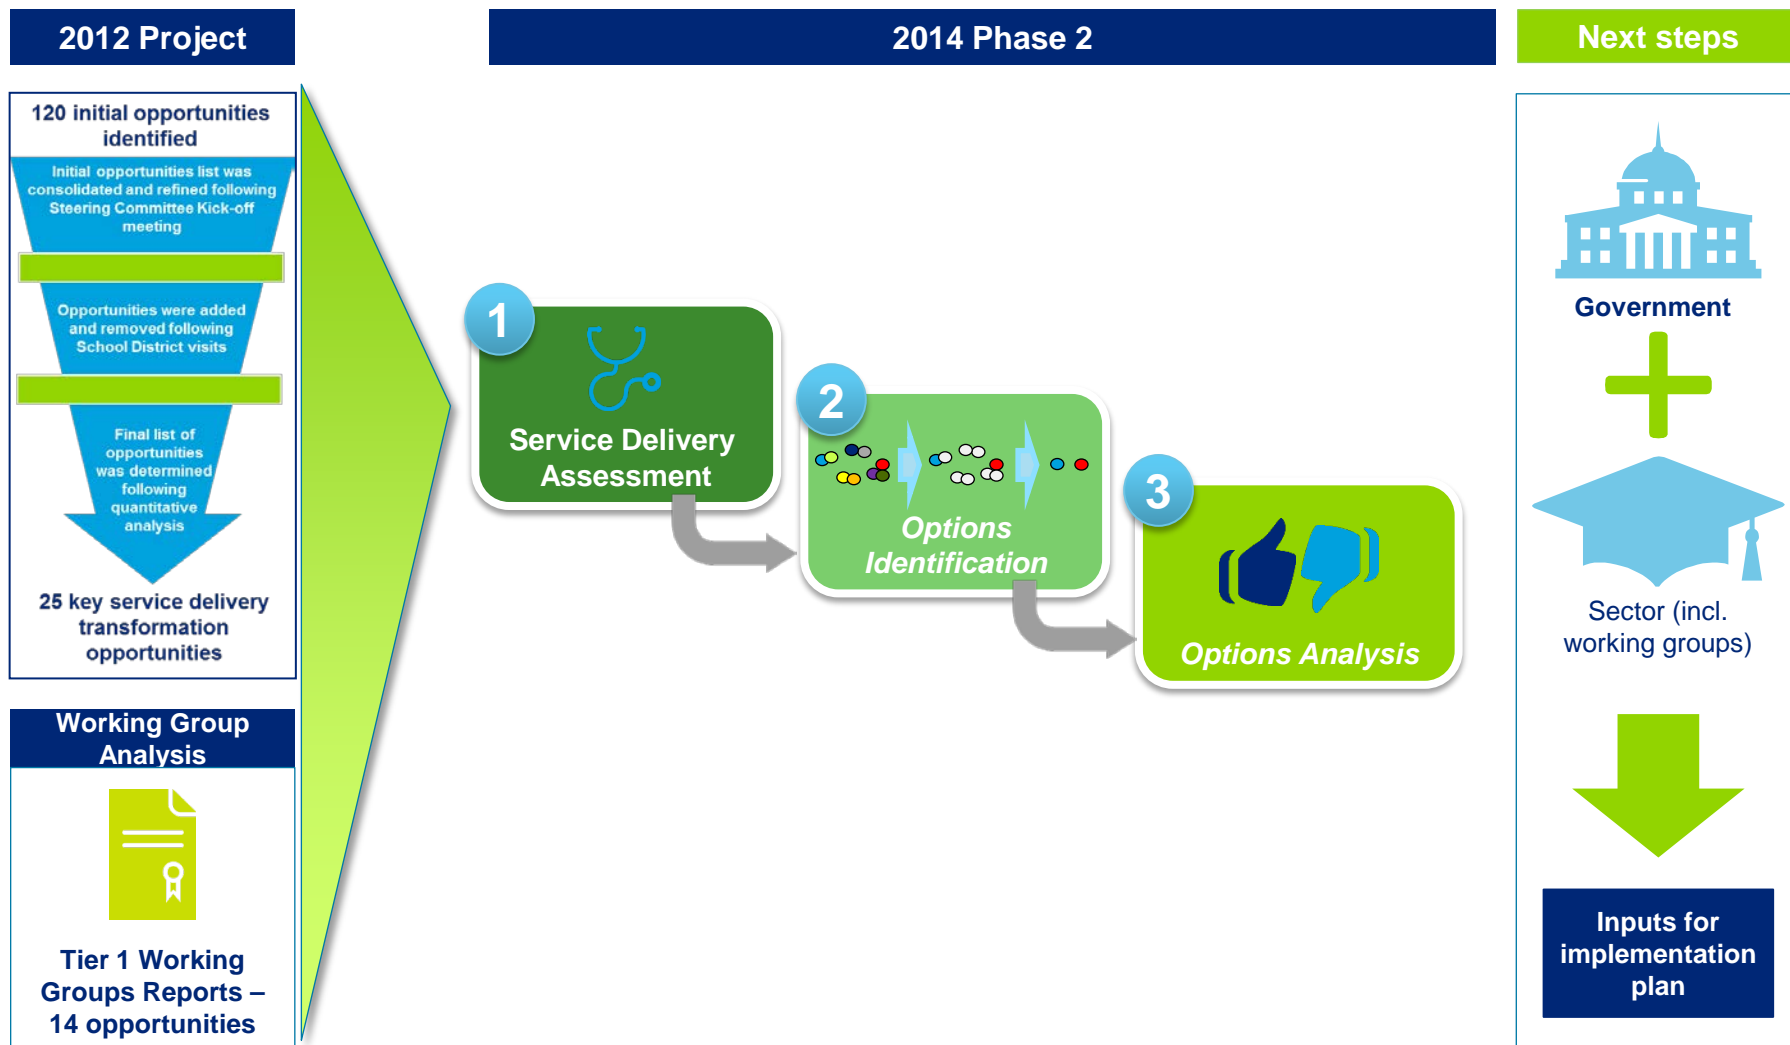 2012 Project
120 initial opportunities
identified
Initial opportunities list was
consolidated and refined following
Steering Committee Kick-off
meeting
Opportunities were added
and removed following
School District visits
Final list of
opportunities
was determined
following
quantitative
analysis
25 key service delivery
transformation
opportunities
Working Group
Analysis
Tier 1 Working
Groups Reports –
14 opportunities
2014 Phase 2
1
Service Delivery
Assessment
2
Options
Identification
3
Options Analysis
Next steps
Government
Sector (incl.
working groups)
Inputs for
implementation
plan